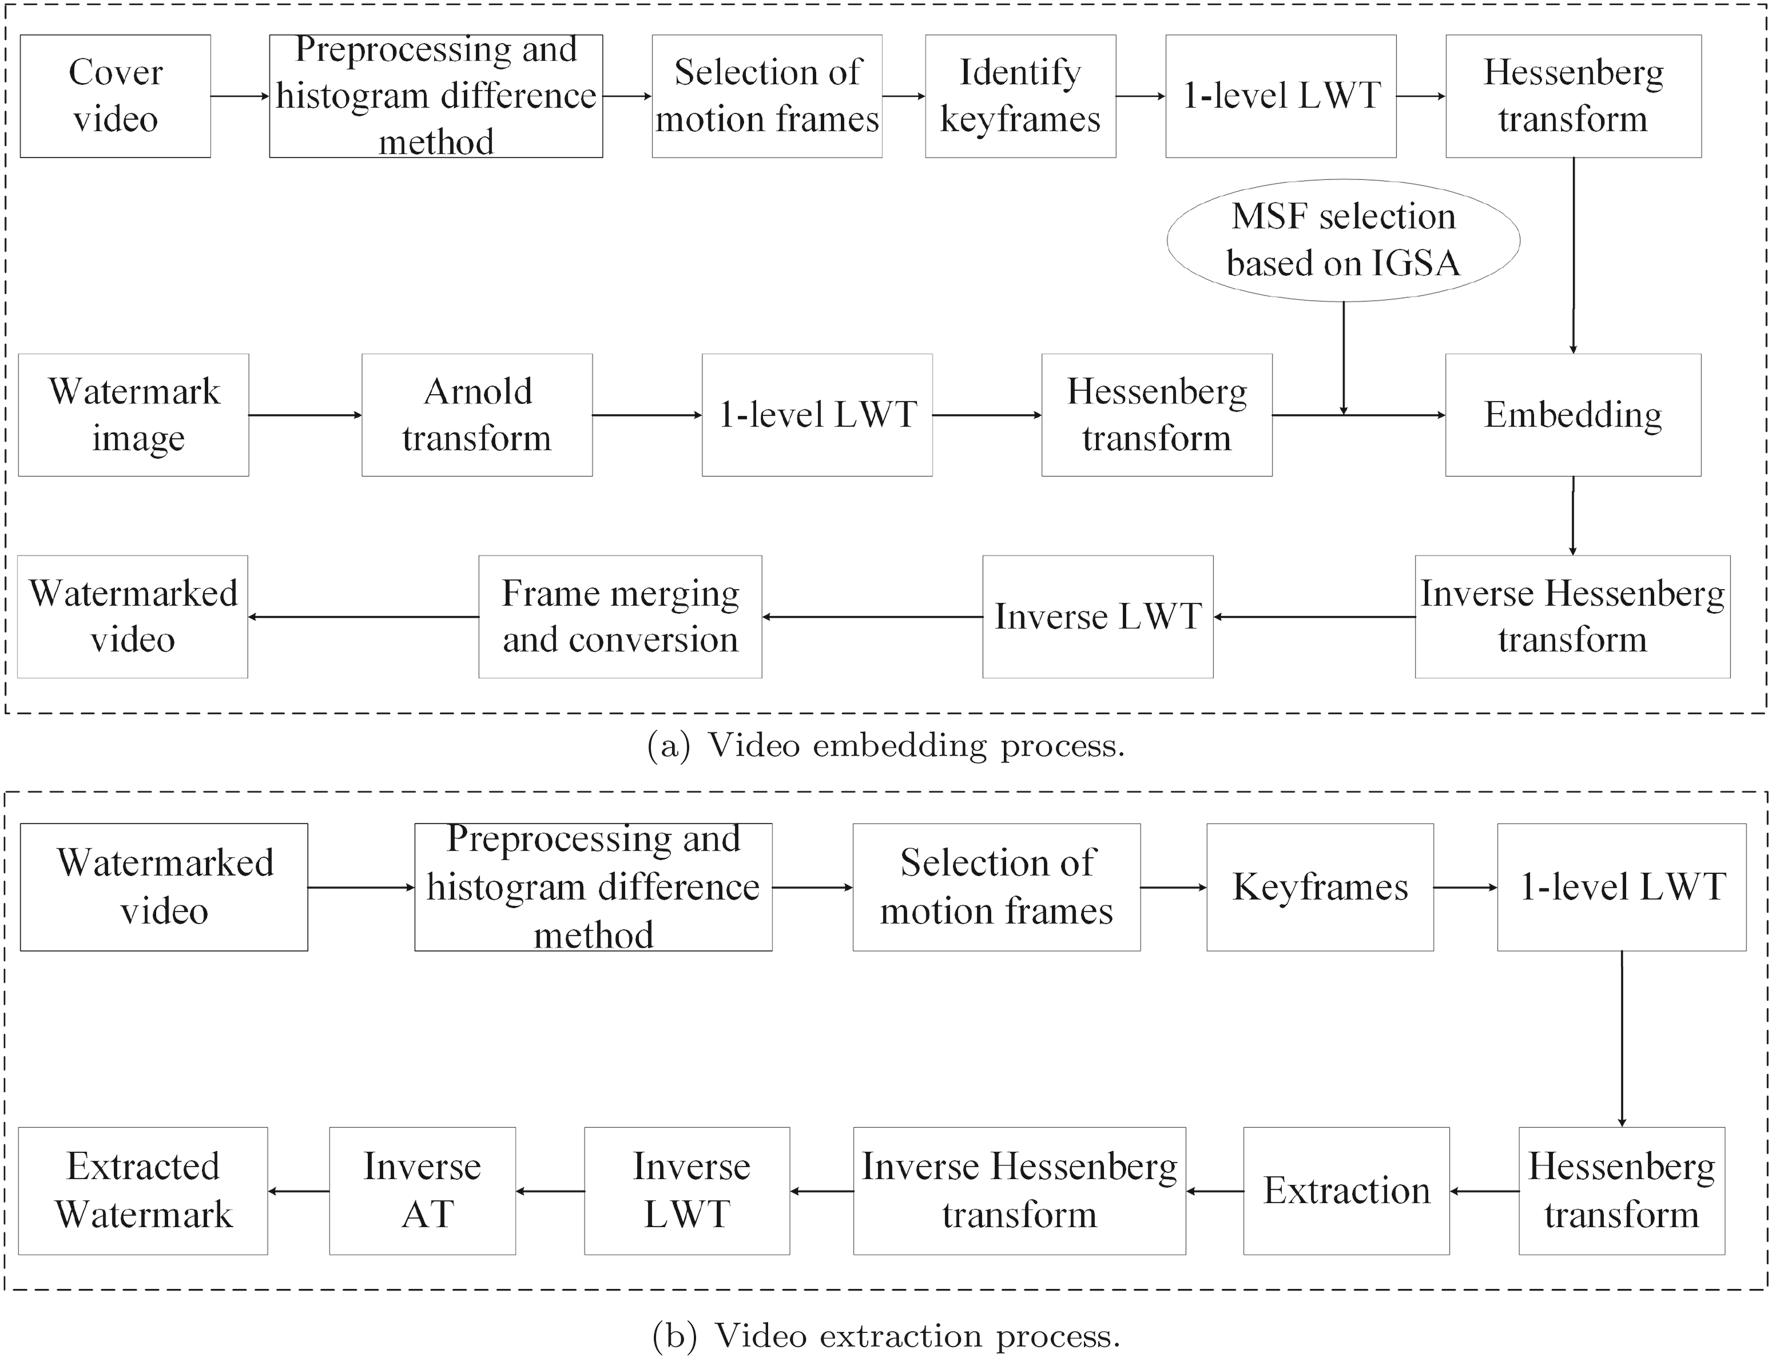 Cover
video
Preprocessing and
histogram difference
method
Selection of
motion frames
Identify
keyframes
1-level LWT
Hessenberg
transform
MSF selection
based on IGSA
Watermark
image
Arnold
transform
1-level LWT
Hessenberg
transform
Embedding
Watermarked
video
Frame merging
and conversion
Inverse LWT
Inverse Hessenberg
transform
(a) Video embedding process.
Watermarked
video
Preprocessing and
histogram difference
method
Selection of
motion frames
Keyframes
1-level LWT
Extracted
Watermark
Inverse
AT
Inverse
LWT
Inverse Hessenberg
transform
Extraction
Hessenberg
transform
(b) Video extraction process.